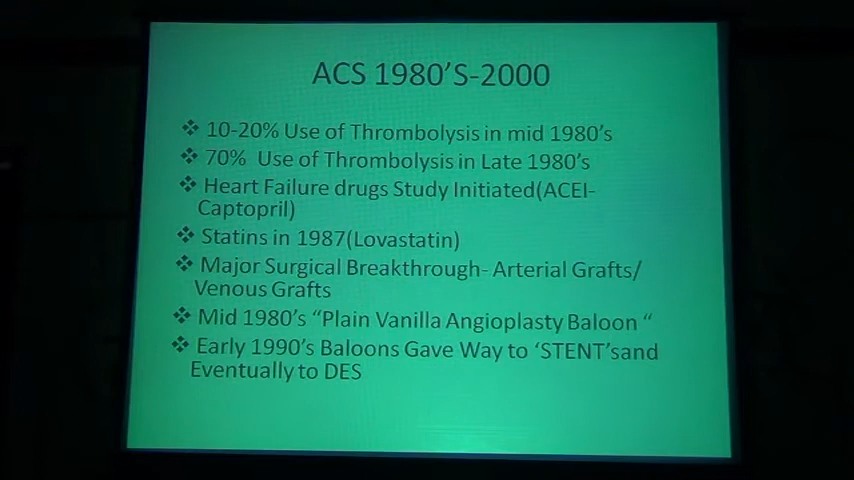 ACS 1980'S-2000
❖ 10-20% Use of Thrombolysis in mid 1980's
❖ 70% Use of Thrombolysis in Late 1980's
❖ Heart Failure drugs Study Initiated(ACEI-
Captopril)
❖ Statins in 1987(Lovastatin)
❖ Major Surgical Breakthrough- Arterial Grafts/
Venous Grafts
❖ Mid 1980's “Plain Vanilla Angioplasty Baloon “
❖ Early 1990's Baloons Gave Way to ‘STENT’sand
Eventually to DES